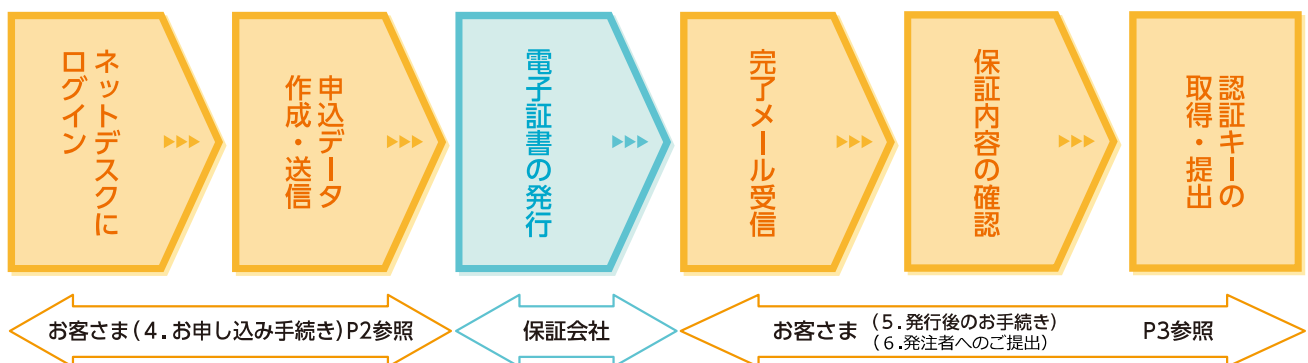 ネットデスクに
ログイン
申込データ
作成・送信
電子証書の発行
完了メール受信
保証内容の確認
認証キーの
取得・提出
お客さま(4.お申し込み手続き)P2参照
保証会社
お客さま (5.発行後のお手続き)
(6.発注者へのご提出)
P3参照